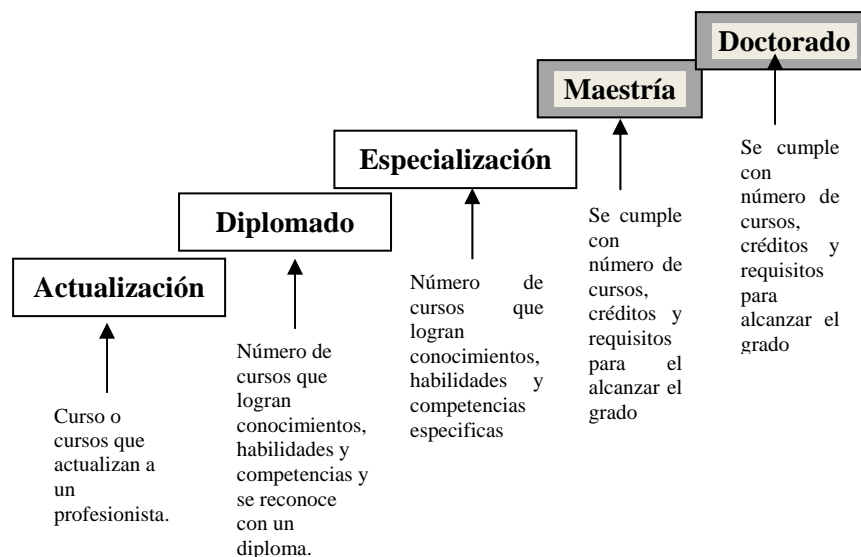 Doctorado
Maestría
Especialización
Diplomado
Actualización
Se cumple
con
número de
cursos,
créditos y
requisitos
para
alcanzar el
grado
Se cumple
con
número de
cursos,
créditos y
requisitos
para el
alcanzar el
grado
Número de
cursos que
logran
conocimientos,
habilidades y
competencias
especificas
Número de
cursos que
logran
conocimientos,
habilidades y
competencias y
se reconoce
con un
diploma.
Curso o
cursos que
actualizan a
un
profesionista.